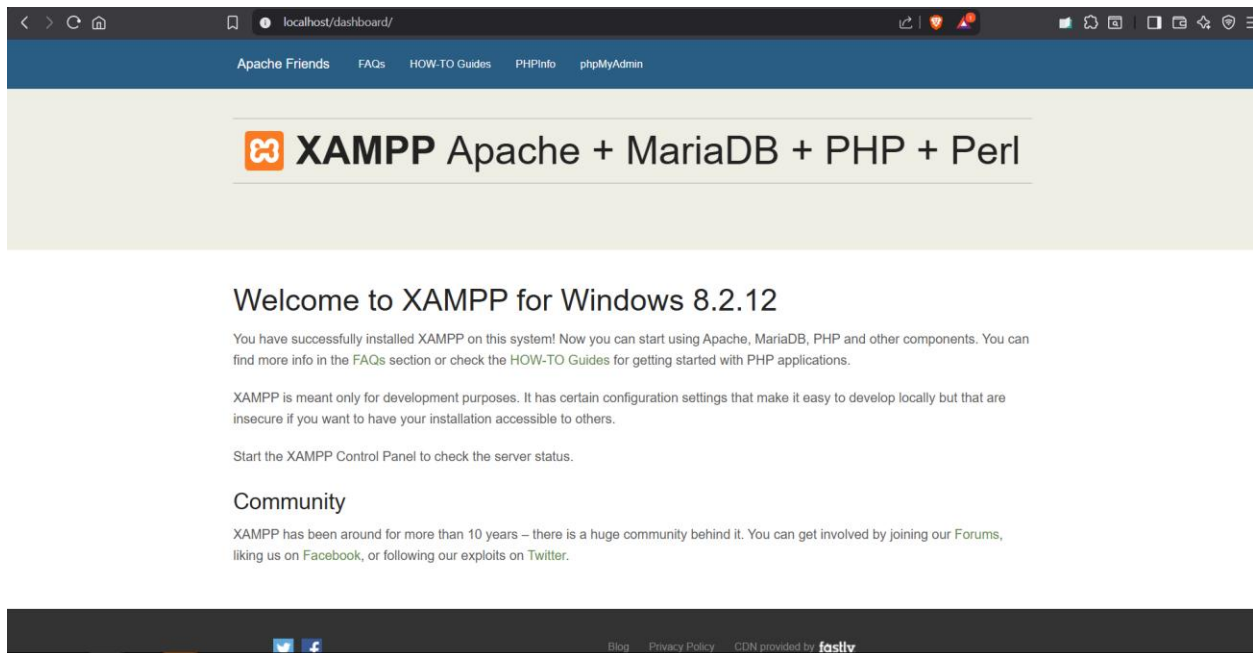 localhost/dashboard/
Apache Friends FAQs HOW-TO Guides PHPInfo phpMyAdmin
XAMPP Apache + MariaDB + PHP + Perl
Welcome to XAMPP for Windows 8.2.12
You have successfully installed XAMPP on this system! Now you can start using Apache, MariaDB, PHP and other components. You can
find more info in the FAQs section or check the HOW-TO Guides for getting started with PHP applications.
XAMPP is meant only for development purposes. It has certain configuration settings that make it easy to develop locally but that are
insecure if you want to have your installation accessible to others.
Start the XAMPP Control Panel to check the server status.
Community
XAMPP has been around for more than 10 years – there is a huge community behind it. You can get involved by joining our Forums,
liking us on Facebook, or following our exploits on Twitter.
Blog Privacy Policy CDN provided by fastly